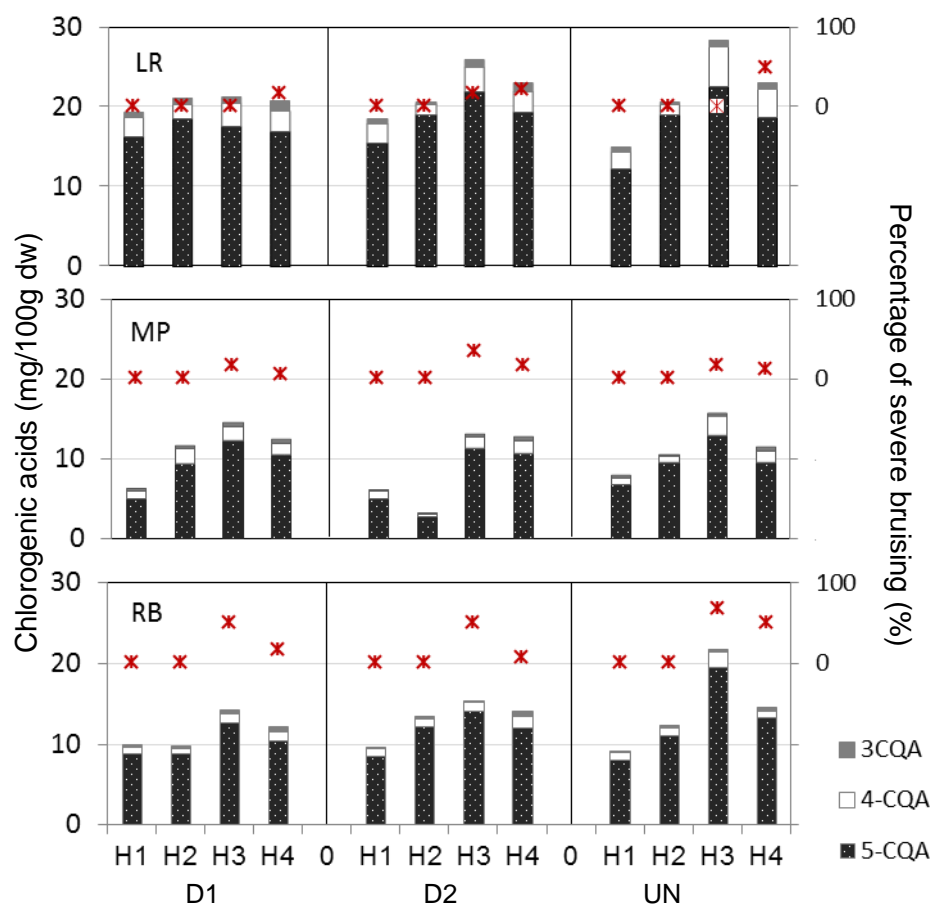 30
20
10
0
LR
100
0
30
20
10
0
MP
100
0
30
20
10
0
RB
100
0
Chlorogenic acids (mg/100g dw)
Percentage of severe bruising (%)
H1 H2 H3 H4 0 H1 H2 H3 H4 0 H1 H2 H3 H4
D1 D2 UN
3CQA
4-CQA
5-CQA